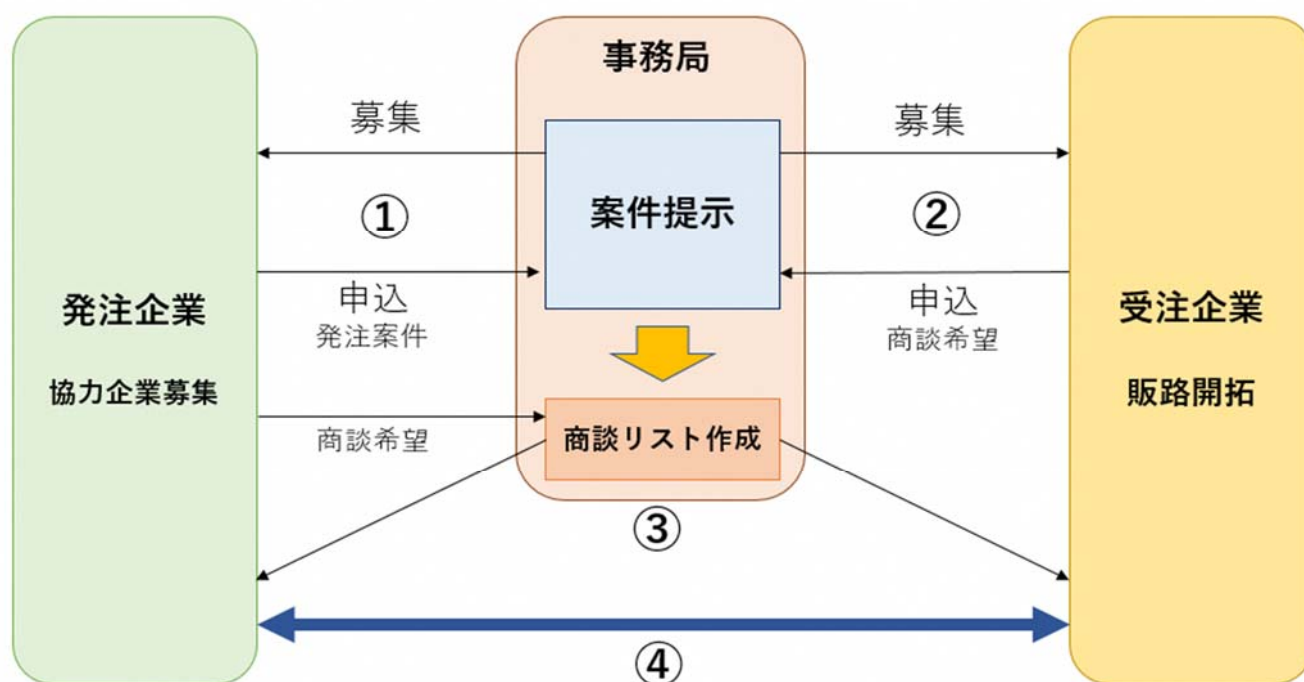 事務局
募集
募集
案件提示
①
②
発注企業
協力企業募集
申込
発注案件
申込
商談希望
受注企業
販路開拓
商談希望
商談リスト作成
③
④